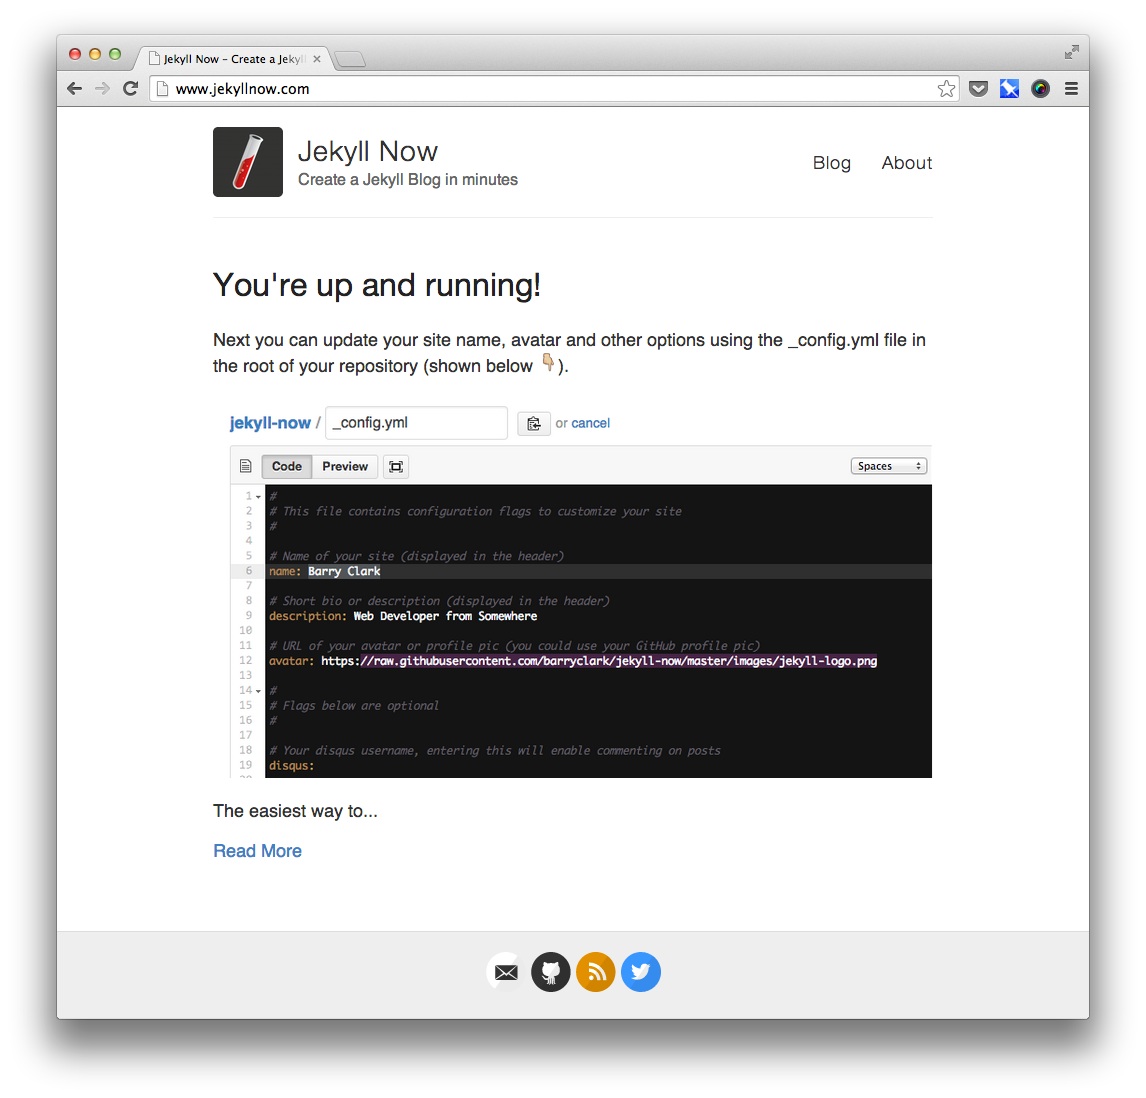 Jekyll Now – Create a Jekyll
www.jekyllnow.com
Jekyll Now
Create a Jekyll Blog in minutes
Blog About
You're up and running!
Next you can update your site name, avatar and other options using the _config.yml file in
the root of your repository (shown below 👇🏼).
jekyll-now / _config.yml or cancel
Code Preview Spaces
1 #
2 # This file contains configuration flags to customize your site
3 #
4
5 # Name of your site (displayed in the header)
6 name: Barry Clark
7
8 # Short bio or description (displayed in the header)
9 description: Web Developer from Somewhere
10
11 # URL of your avatar or profile pic (you could use your GitHub profile pic)
12 avatar: https://raw.githubusercontent.com/barryclark/jekyll-now/master/images/jekyll-logo.png
13
14 #
15 # Flags below are optional
16 #
17
18 # Your disqus username, entering this will enable commenting on posts
19 disqus:
The easiest way to...
Read More